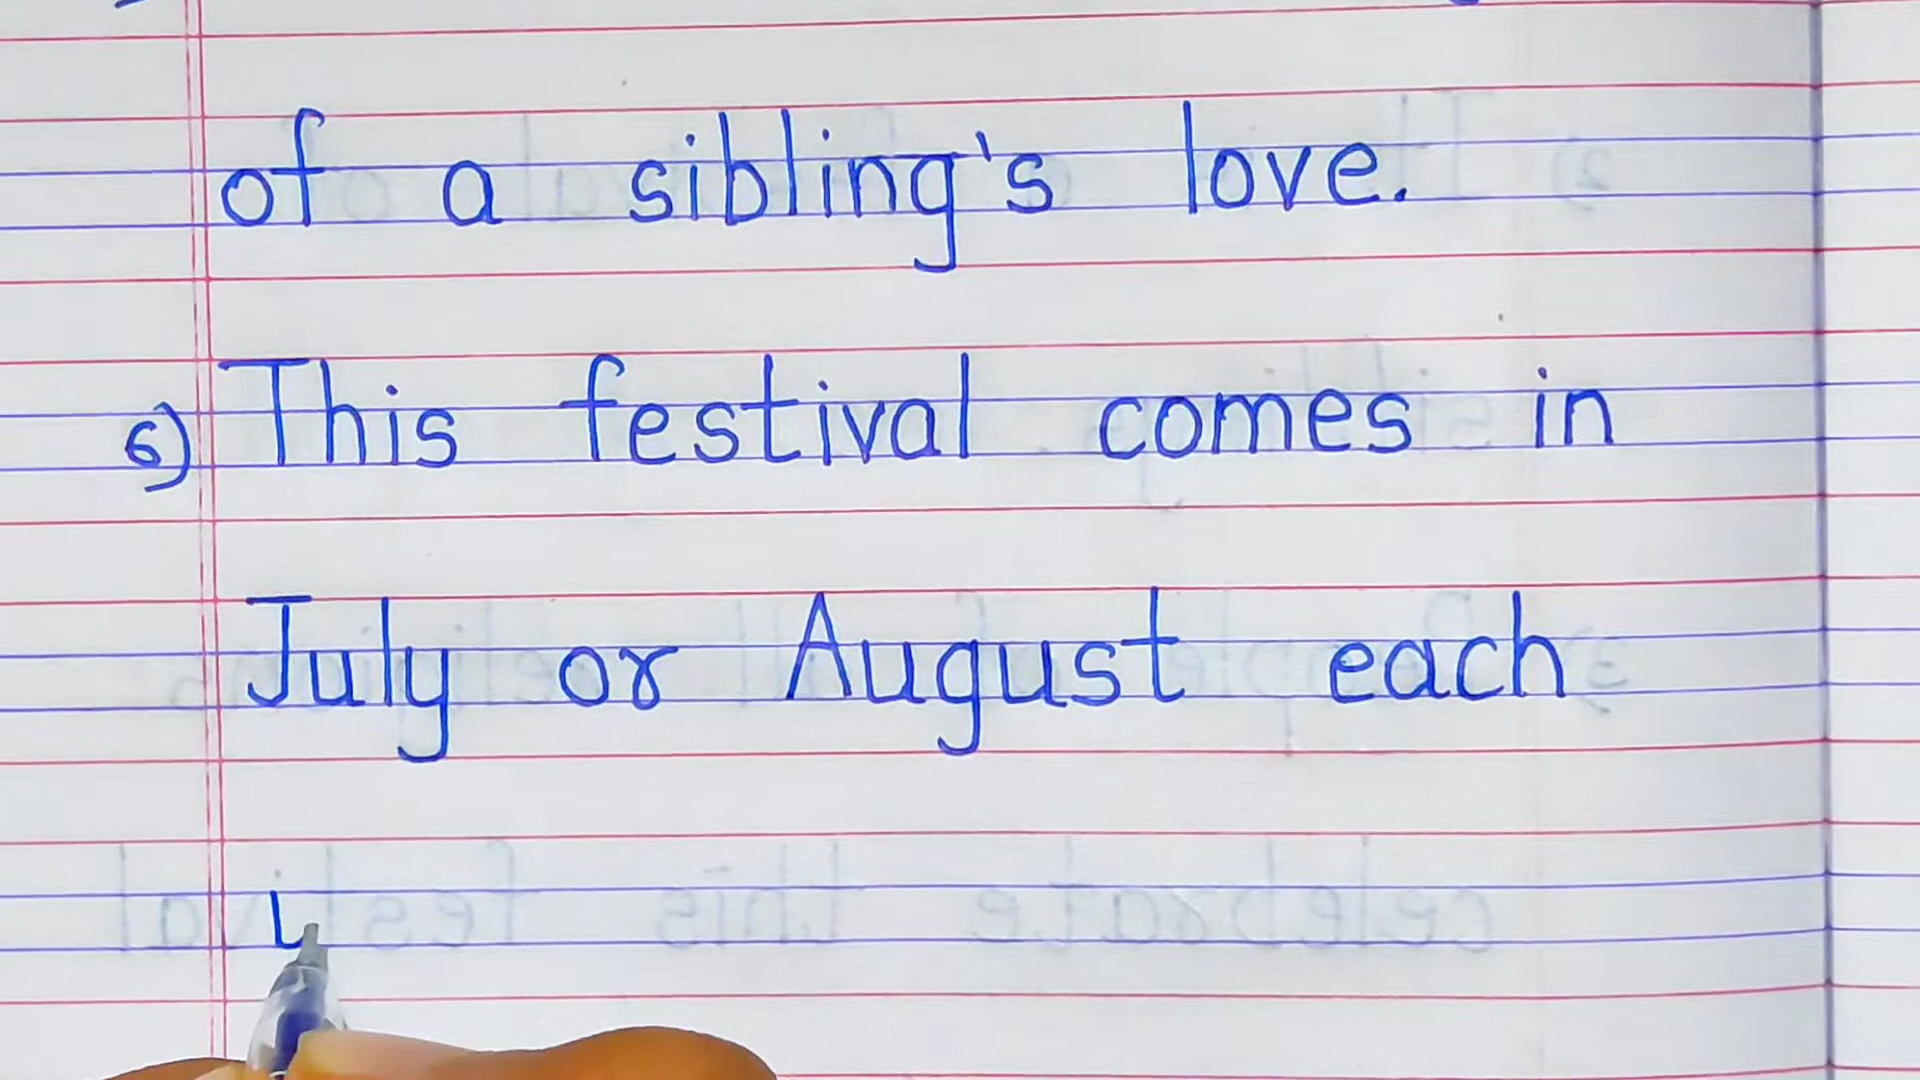 of a sibling's love.
6) This festival comes in
July or August each